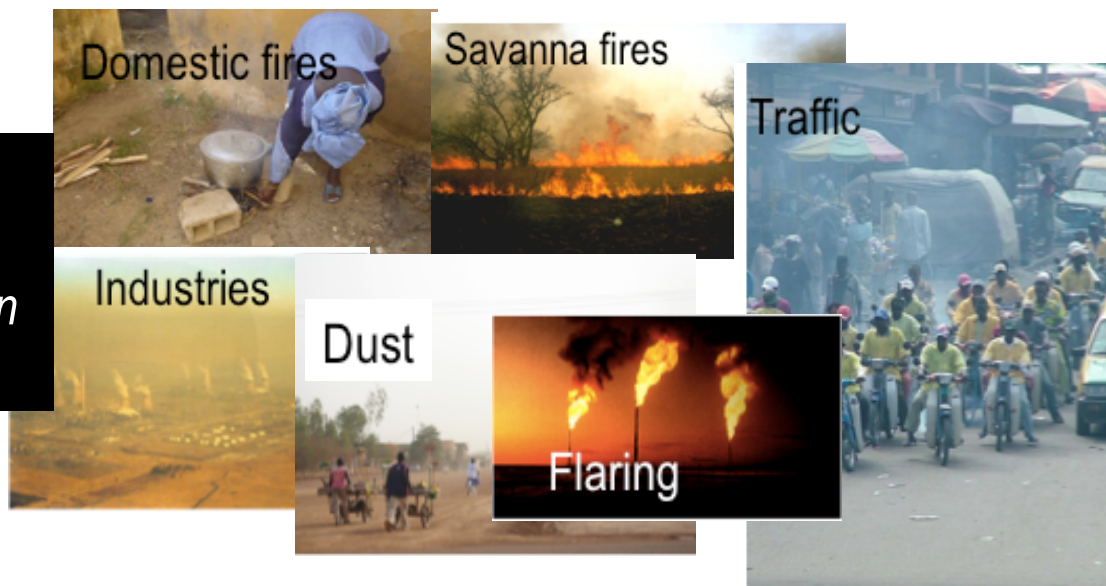 Domestic fires
Savanna fires
Traffic
n
Industries
Dust
Flaring